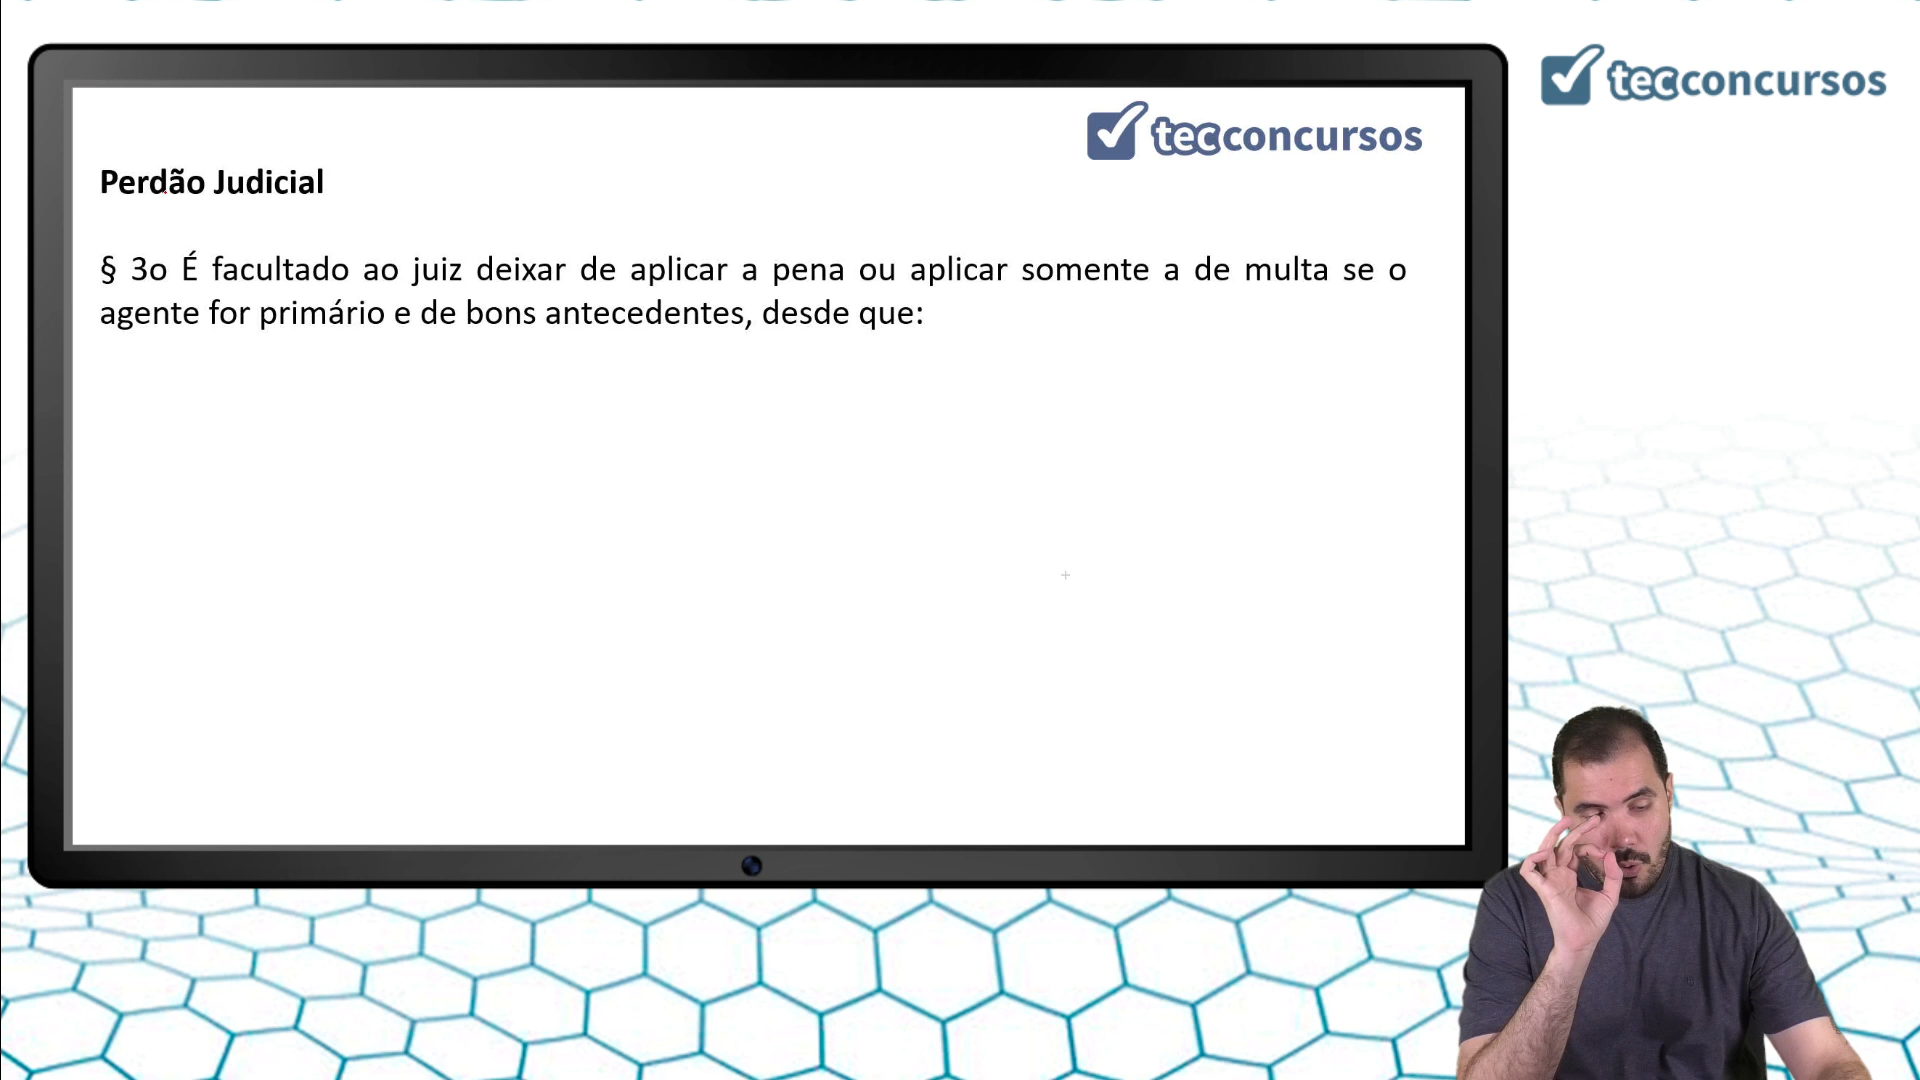 tecconcursos
tecconcursos
Perdão Judicial
§ 3o É facultado ao juiz deixar de aplicar a pena ou aplicar somente a de multa se o
agente for primário e de bons antecedentes, desde que: